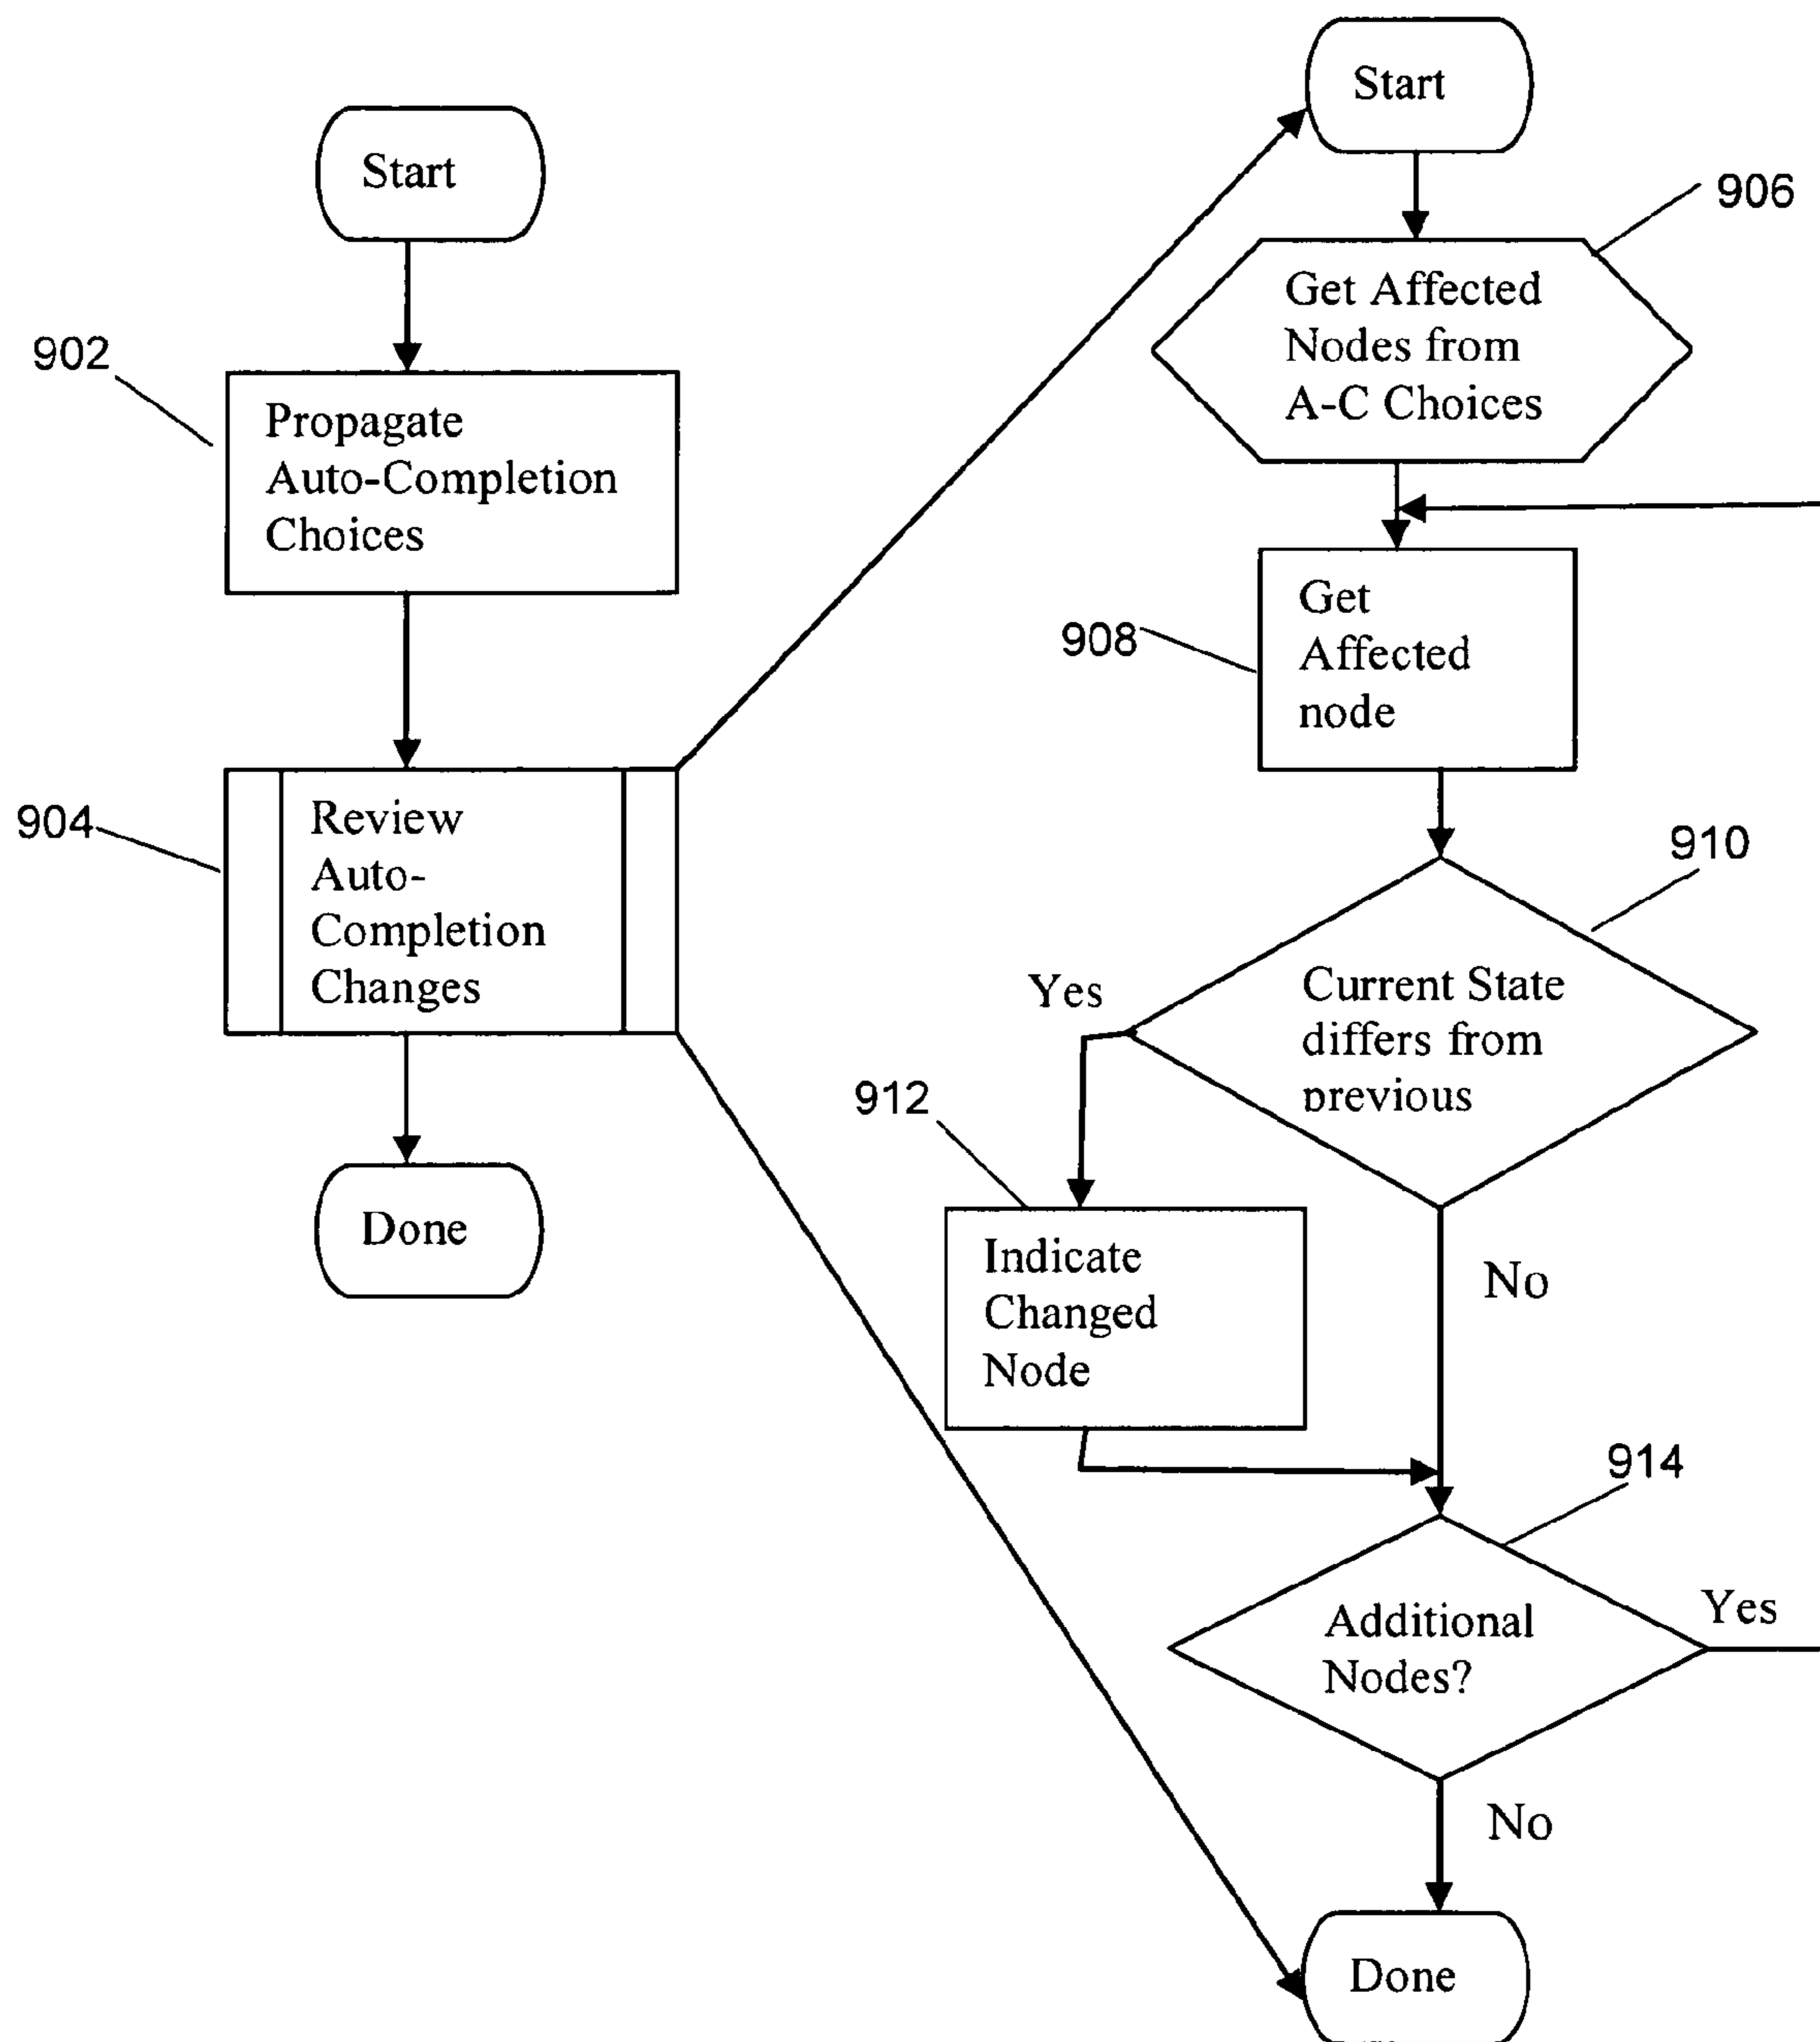 Start
902
Propagate
Auto-Completion
Choices
904
Review
Auto-
Completion
Changes
Done
Start
906
Get Affected
Nodes from
A-C Choices
908
Get
Affected
node
910
Current State
differs from
previous
Yes
912
Indicate
Changed
Node
No
914
Additional
Nodes?
Yes
No
Done